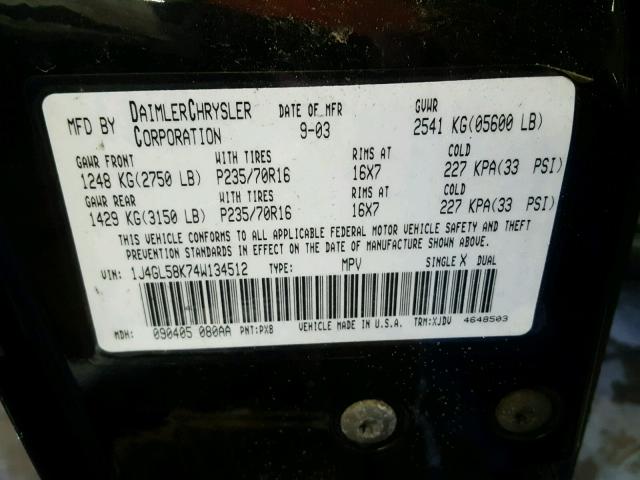 MFD BY DAIMLERCHRYSLER CORPORATION DATE OF MFR 9-03 GVWR 2541 KG(05600 LB)
GAWR FRONT WITH TIRES RIMS AT COLD
1248 KG(2750 LB) P235/70R16 16X7 227 KPA(33 PSI)
GAWR REAR WITH TIRES RIMS AT COLD
1429 KG(3150 LB) P235/70R16 16X7 227 KPA(33 PSI)
THIS VEHICLE CONFORMS TO ALL APPLICABLE FEDERAL MOTOR VEHICLE SAFETY AND THEFT
PREVENTION STANDARDS IN EFFECT ON THE DATE OF MANUFACTURE SHOWN ABOVE.
VIN: 1J4GL58K74W134512 TYPE: MPV SINGLE X DUAL
MDH: 090405 080AA PNT:PX8 VEHICLE MADE IN U.S.A. TRM:XJDV 4648503